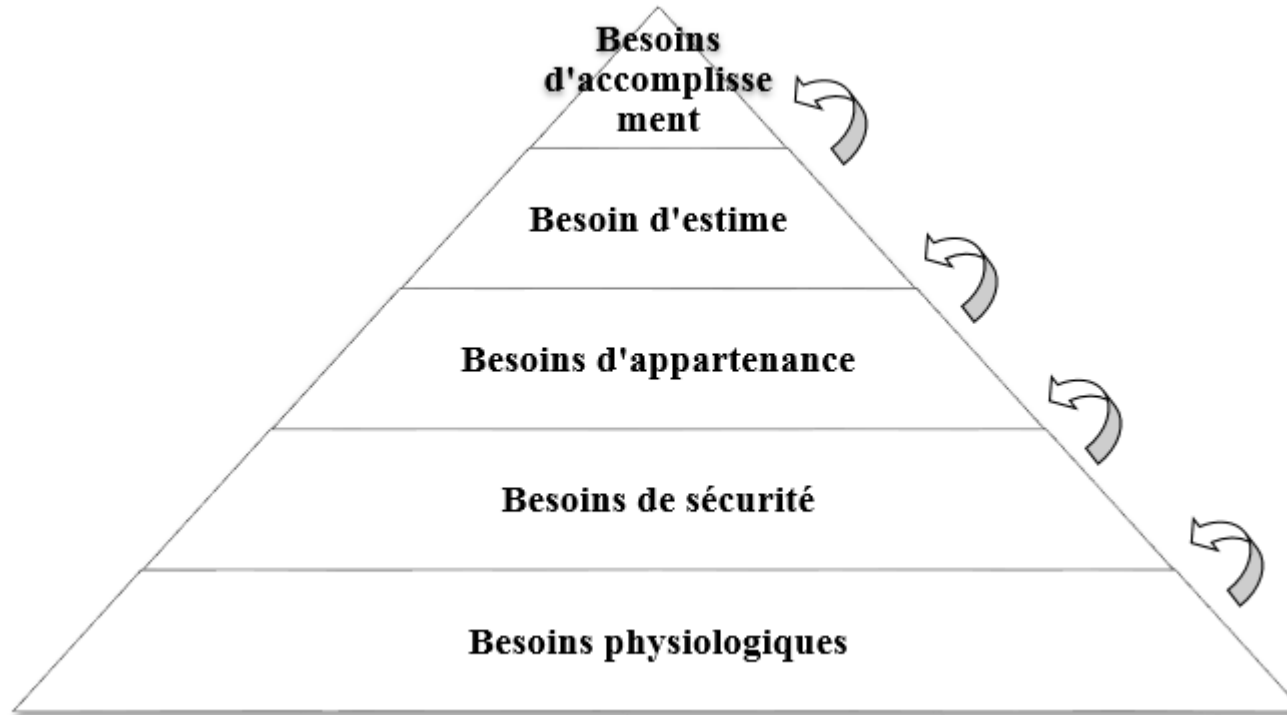 Besoins
d'accomplisse
ment
Besoin d'estime
Besoins d'appartenance
Besoins de sécurité
Besoins physiologiques